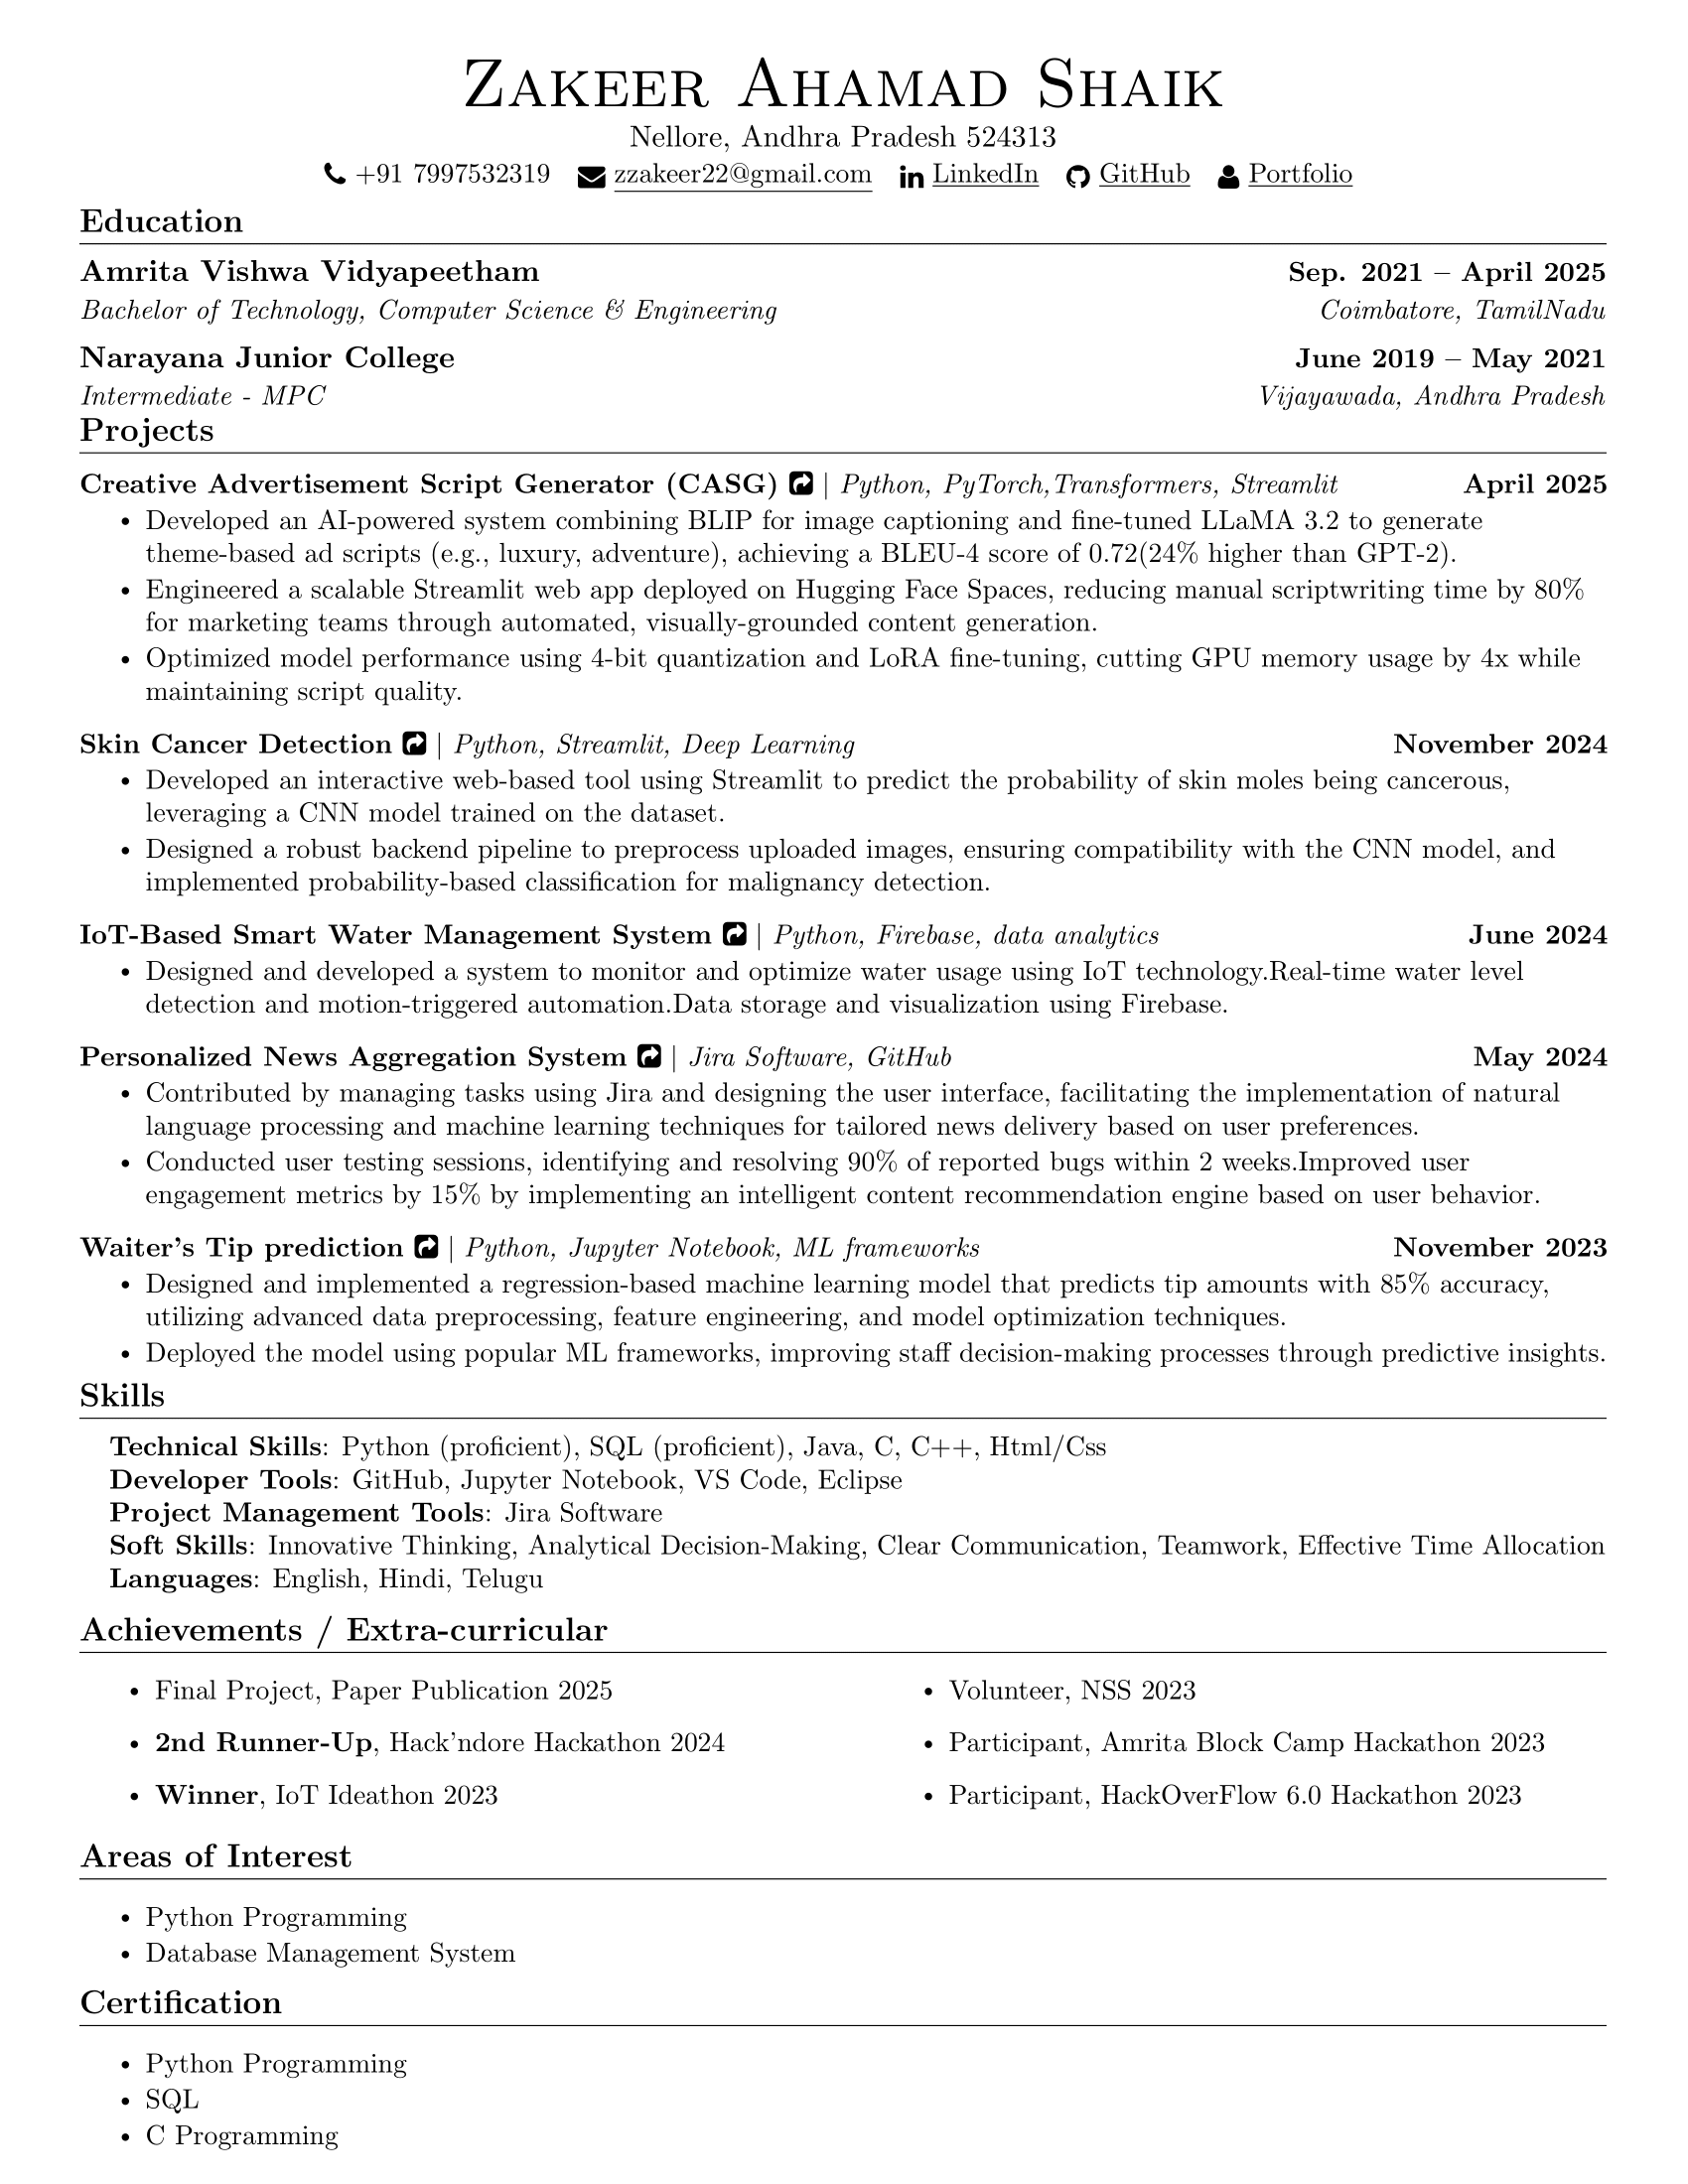 Zakeer Ahamad Shaik
Nellore, Andhra Pradesh 524313
+91 7997532319 zzakeer22@gmail.com LinkedIn GitHub Portfolio
Education
Amrita Vishwa Vidyapeetham Sep. 2021 – April 2025
Bachelor of Technology, Computer Science & Engineering Coimbatore, TamilNadu
Narayana Junior College June 2019 – May 2021
Intermediate - MPC Vijayawada, Andhra Pradesh
Projects
Creative Advertisement Script Generator (CASG) | Python, PyTorch,Transformers, Streamlit April 2025
• Developed an AI-powered system combining BLIP for image captioning and fine-tuned LLaMA 3.2 to generate
theme-based ad scripts (e.g., luxury, adventure), achieving a BLEU-4 score of 0.72(24% higher than GPT-2).
• Engineered a scalable Streamlit web app deployed on Hugging Face Spaces, reducing manual scriptwriting time by 80%
for marketing teams through automated, visually-grounded content generation.
• Optimized model performance using 4-bit quantization and LoRA fine-tuning, cutting GPU memory usage by 4x while
maintaining script quality.
Skin Cancer Detection | Python, Streamlit, Deep Learning November 2024
• Developed an interactive web-based tool using Streamlit to predict the probability of skin moles being cancerous,
leveraging a CNN model trained on the dataset.
• Designed a robust backend pipeline to preprocess uploaded images, ensuring compatibility with the CNN model, and
implemented probability-based classification for malignancy detection.
IoT-Based Smart Water Management System | Python, Firebase, data analytics June 2024
• Designed and developed a system to monitor and optimize water usage using IoT technology.Real-time water level
detection and motion-triggered automation.Data storage and visualization using Firebase.
Personalized News Aggregation System | Jira Software, GitHub May 2024
• Contributed by managing tasks using Jira and designing the user interface, facilitating the implementation of natural
language processing and machine learning techniques for tailored news delivery based on user preferences.
• Conducted user testing sessions, identifying and resolving 90% of reported bugs within 2 weeks.Improved user
engagement metrics by 15% by implementing an intelligent content recommendation engine based on user behavior.
Waiter's Tip prediction | Python, Jupyter Notebook, ML frameworks November 2023
• Designed and implemented a regression-based machine learning model that predicts tip amounts with 85% accuracy,
utilizing advanced data preprocessing, feature engineering, and model optimization techniques.
• Deployed the model using popular ML frameworks, improving staff decision-making processes through predictive insights.
Skills
Technical Skills: Python (proficient), SQL (proficient), Java, C, C++, Html/Css
Developer Tools: GitHub, Jupyter Notebook, VS Code, Eclipse
Project Management Tools: Jira Software
Soft Skills: Innovative Thinking, Analytical Decision-Making, Clear Communication, Teamwork, Effective Time Allocation
Languages: English, Hindi, Telugu
Achievements / Extra-curricular
• Final Project, Paper Publication 2025
• 2nd Runner-Up, Hack'ndore Hackathon 2024
• Winner, IoT Ideathon 2023
• Volunteer, NSS 2023
• Participant, Amrita Block Camp Hackathon 2023
• Participant, HackOverFlow 6.0 Hackathon 2023
Areas of Interest
• Python Programming
• Database Management System
Certification
• Python Programming
• SQL
• C Programming